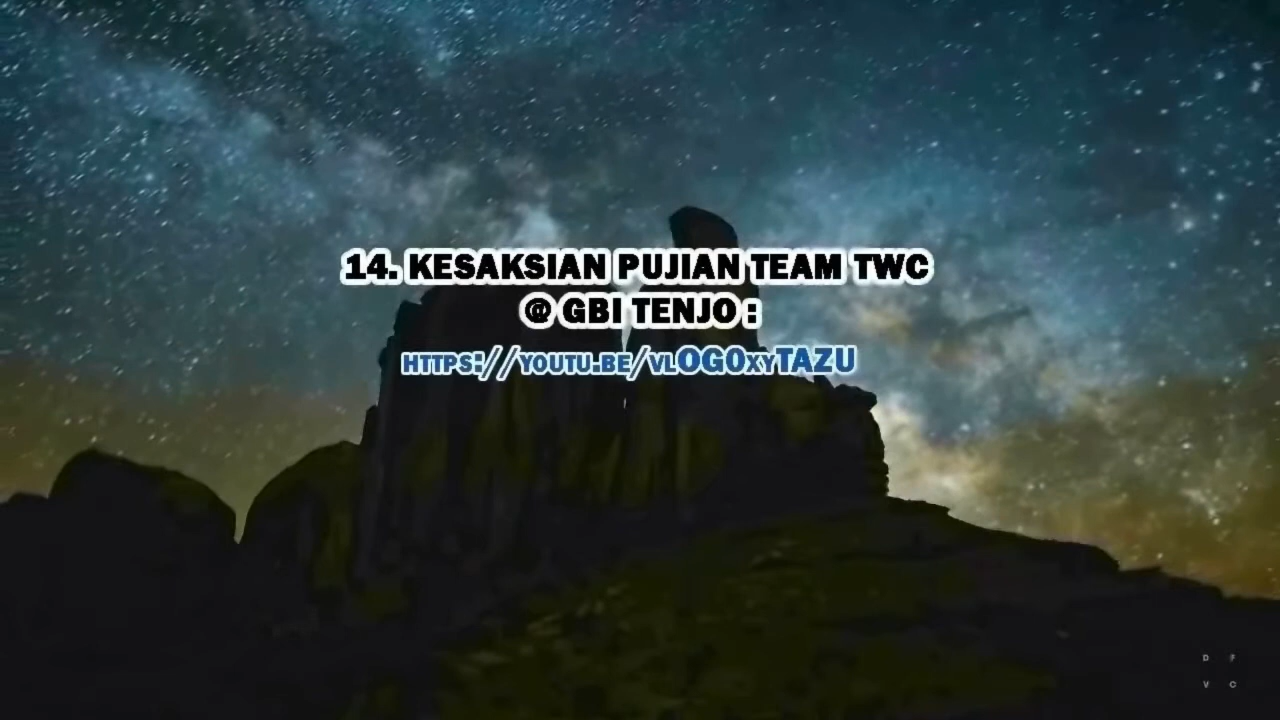 14. KESAKSIAN PUJIAN TEAM TWC
@ GBI TENJO :
https://youtu.be/vlOGOxyTAZU
D F
V C